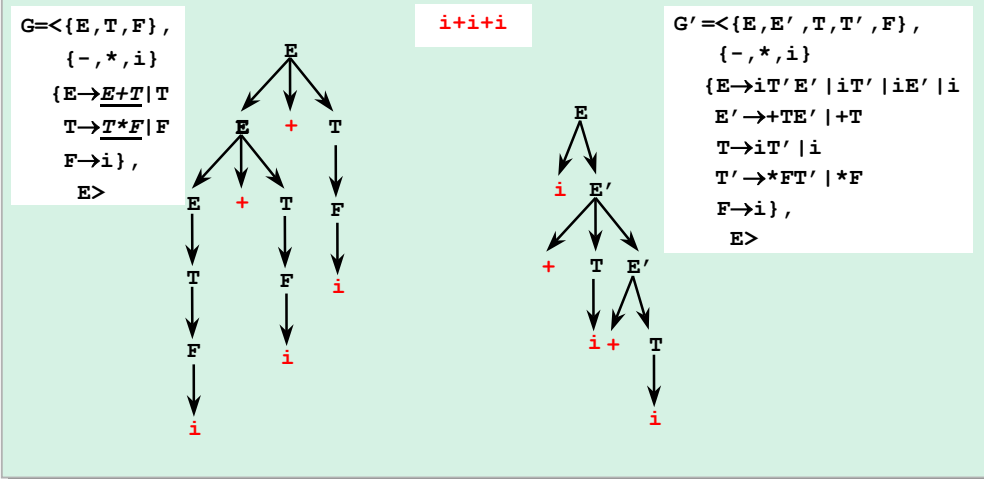 G=<{E,T,F},
{-,*,i}
{E→E+T|T
T→T*F|F
F→i},
E>
i+i+i
G’=<{E,E’,T,T’,F},
{-,*,i}
{E→iT’E’|iT’|iE’|i
E’→+TE’|+T
T→iT’|i
T’→*FT’|*F
F→i},
E>
E
E + T
E + T F
T F i
F i
i
E
i E’
+ T E’
i + T
i